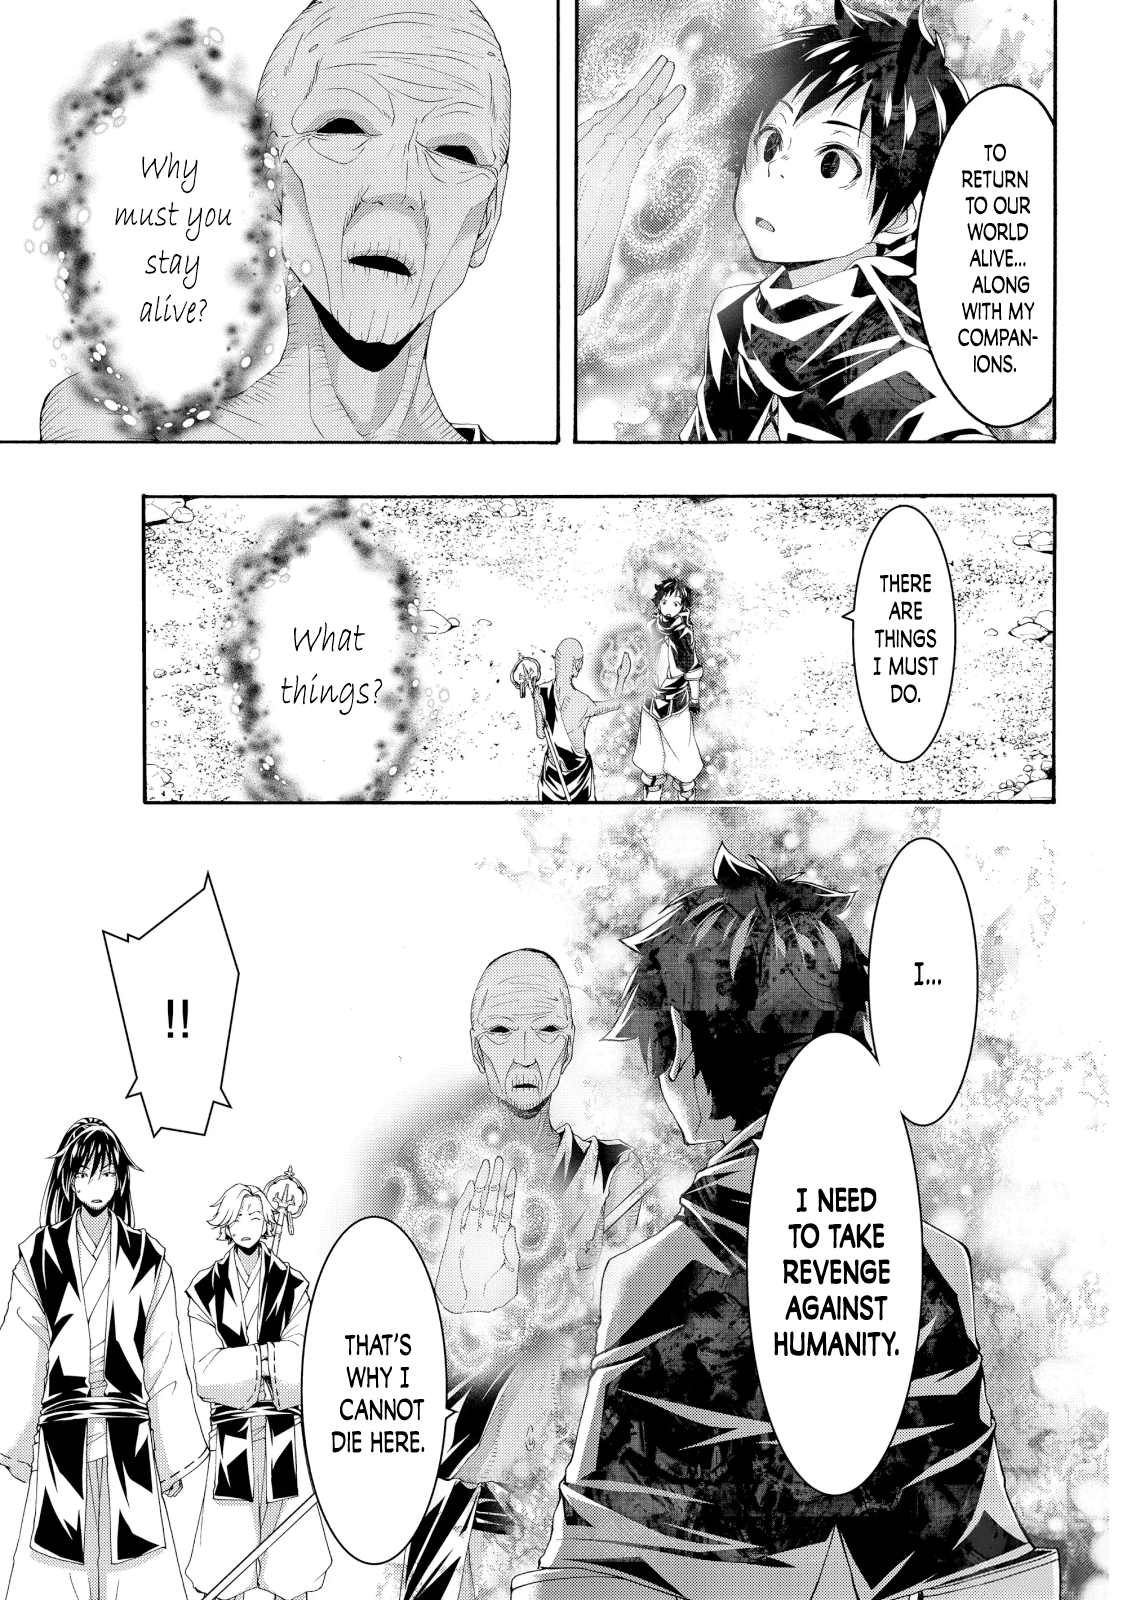 TO
RETURN
TO OUR
WORLD
ALIVE...
ALONG
WITH MY
COMPAN-
IONS.
Why
must you
stay
alive?
THERE
ARE
THINGS
I MUST
DO.
What
things?
I...
I NEED
TO TAKE
REVENGE
AGAINST
HUMANITY.
THAT'S
WHY I
CANNOT
DIE HERE.
!!